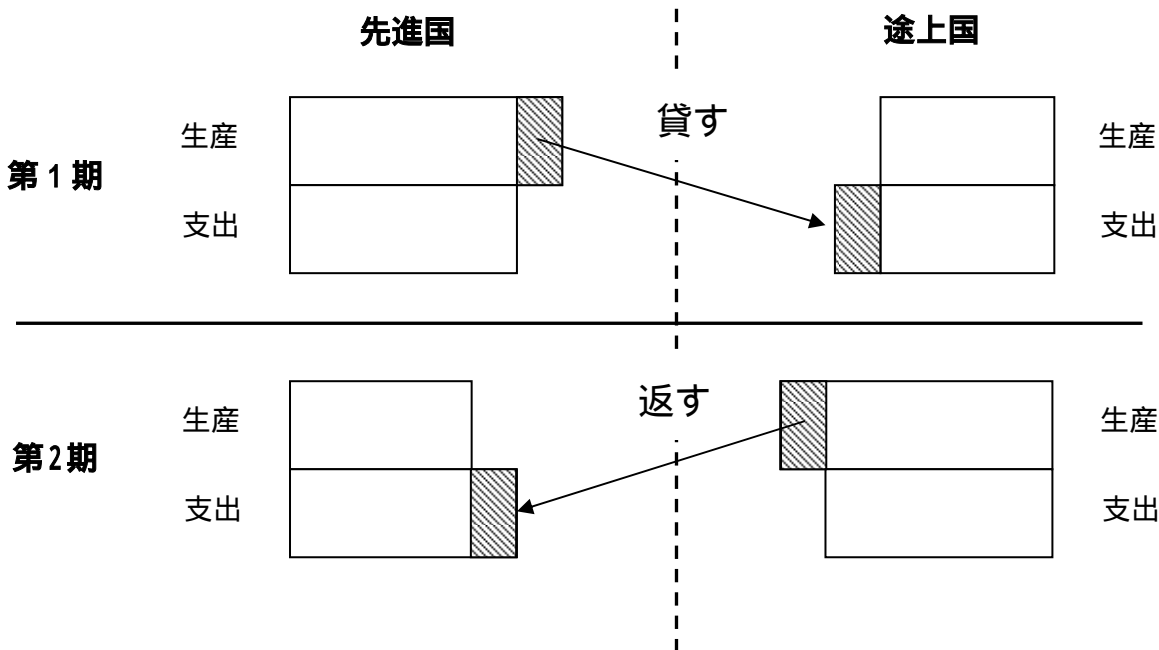 先進国
途上国
貸す
生産
生産
第1期
支出
支出
返す
生産
生産
第2期
支出
支出